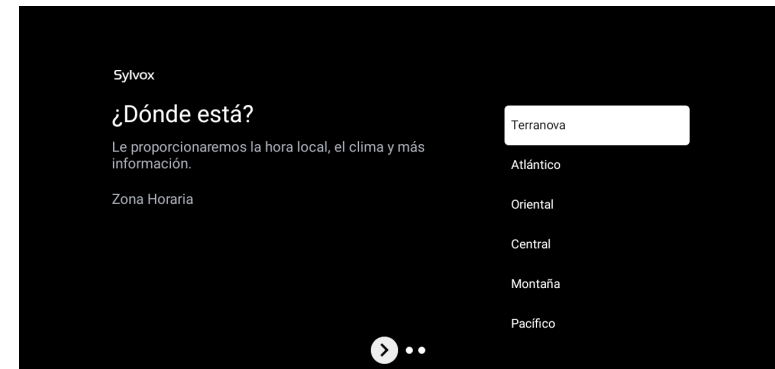 Sylvox
¿Dónde está?
Le proporcionaremos la hora local, el clima y más
información.
Zona Horaria
Terranova
Atlántico
Oriental
Central
Montaña
Pacífico